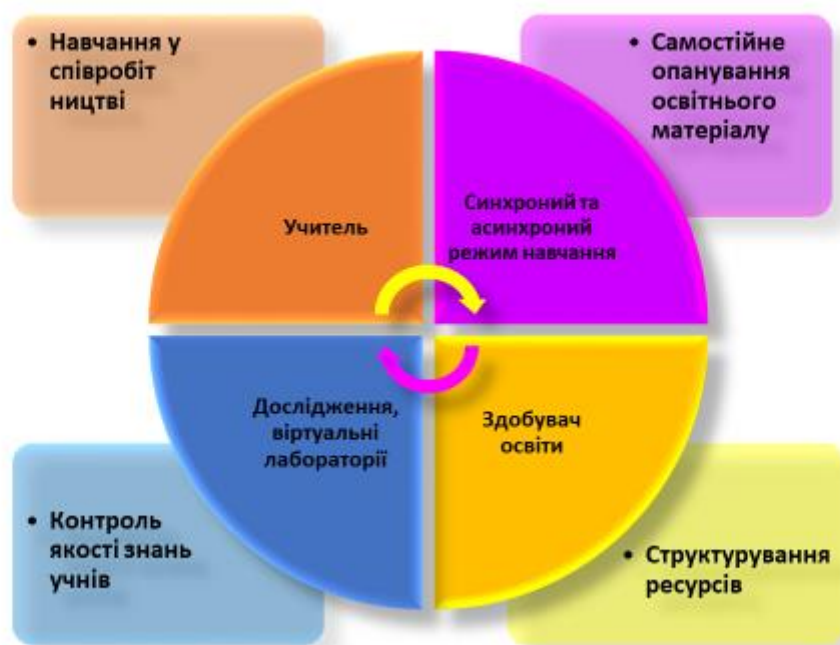 • Навчання у
співробіт
ництві
• Самостійне
опанування
освітнього
матеріалу
Учитель
Синхроний та
асинхроний
режим навчання
Дослідження,
віртуальні
лабораторії
Здобувач
освіти
• Контроль
якості знань
учнів
• Структурування
ресурсів